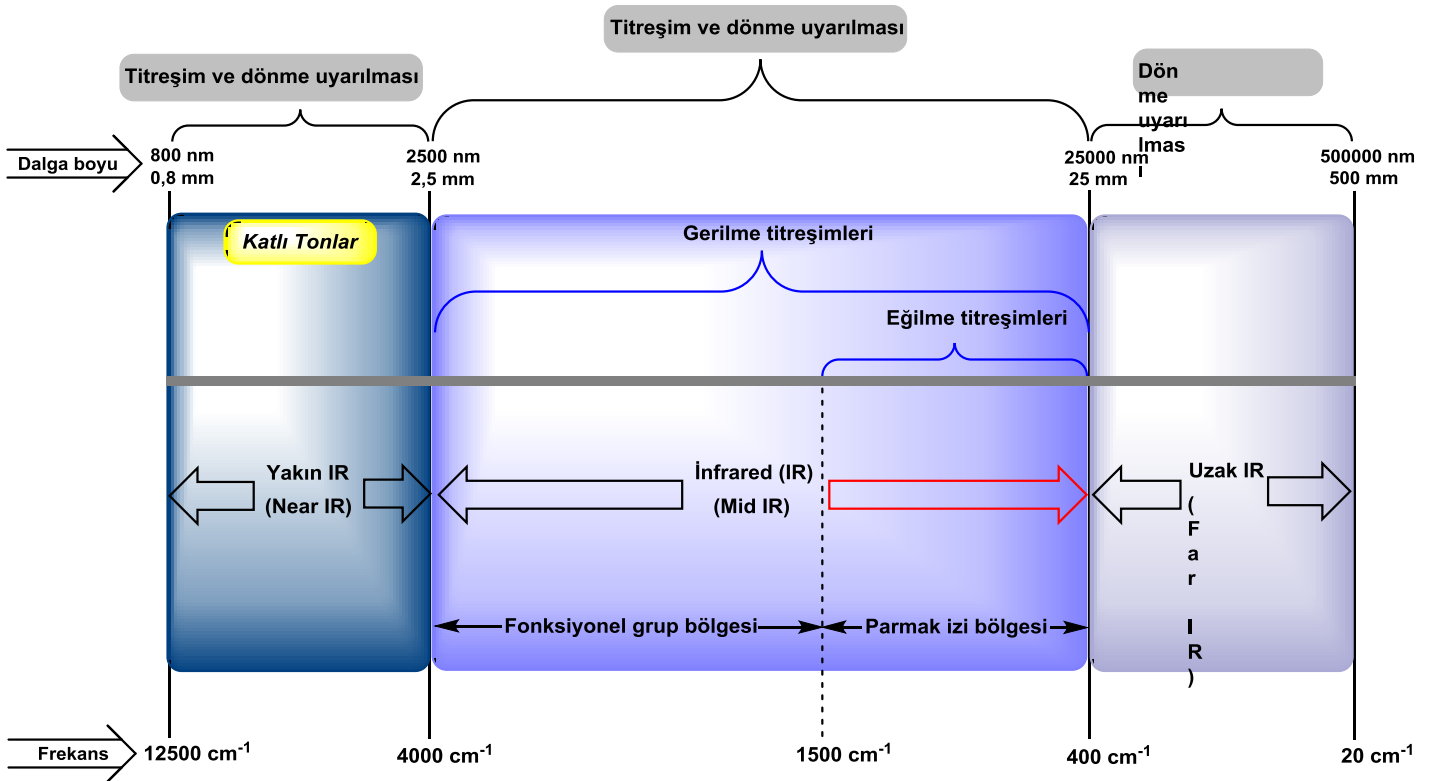 Titreşim ve dönme uyarılması
Titreşim ve dönme uyarılması
Dön
me
uyarı
lmas
ı
Dalga boyu
800 nm
0,8 mm
2500 nm
2,5 mm
25000 nm
25 mm
500000 nm
500 mm
Katlı Tonlar
Gerilme titreşimleri
Eğilme titreşimleri
Yakın IR
(Near IR)
İnfrared (IR)
(Mid IR)
Uzak IR
(
F
a
r
I
R
)
Fonksiyonel grup bölgesi
Parmak izi bölgesi
Frekans
12500 cm⁻¹
4000 cm⁻¹
1500 cm⁻¹
400 cm⁻¹
20 cm⁻¹